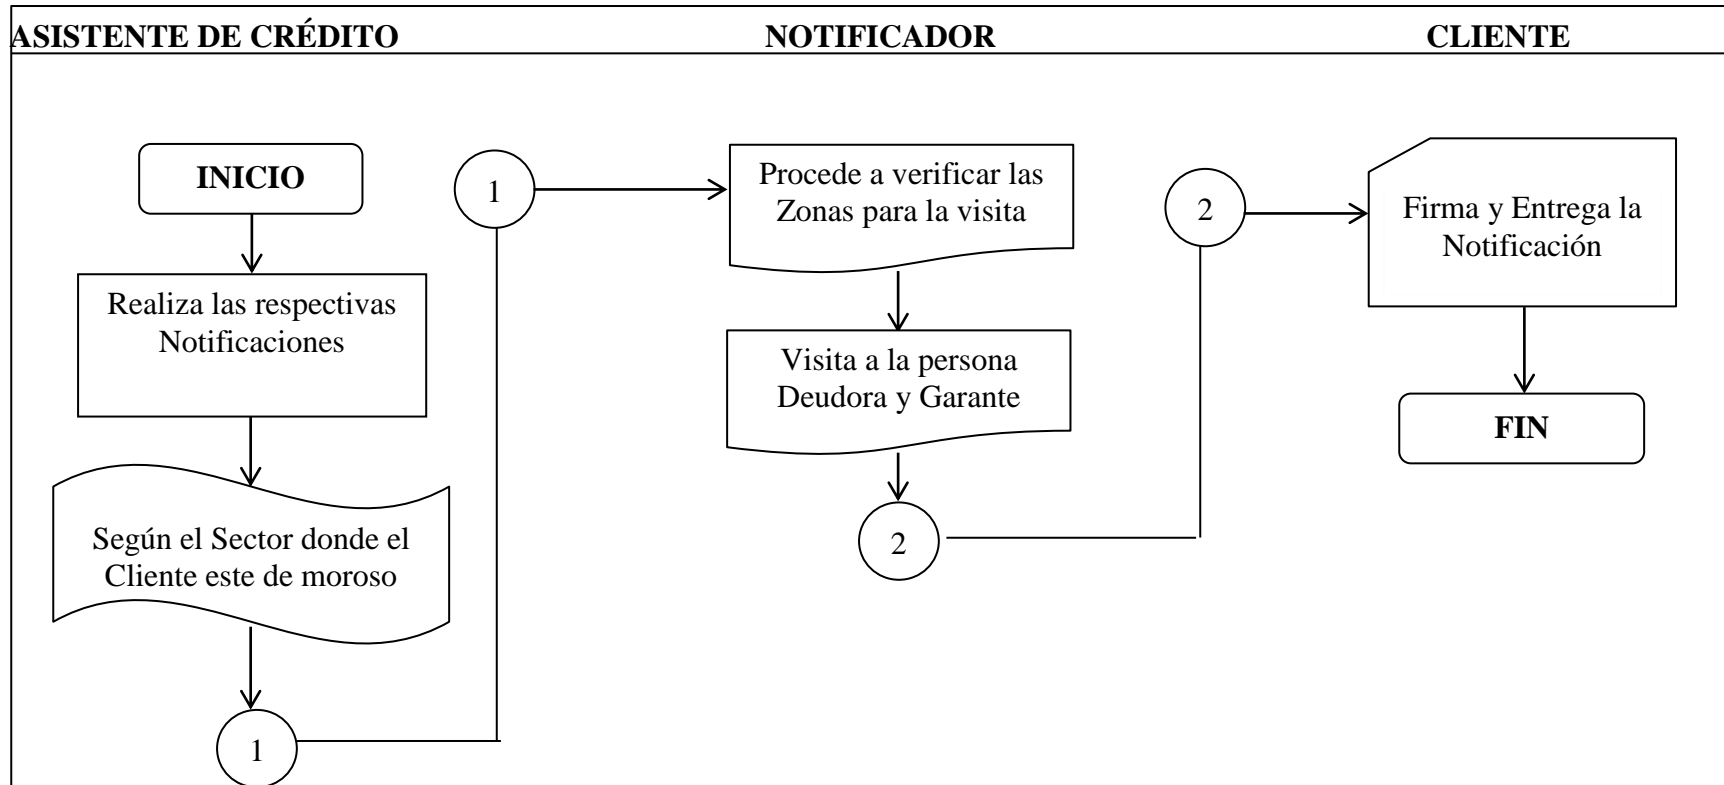 ASISTENTE DE CRÉDITO
NOTIFICADOR
CLIENTE
INICIO
Realiza las respectivas
Notificaciones
Según el Sector donde el
Cliente este de moroso
1
1
Procede a verificar las
Zonas para la visita
Visita a la persona
Deudora y Garante
2
2
Firma y Entrega la
Notificación
FIN